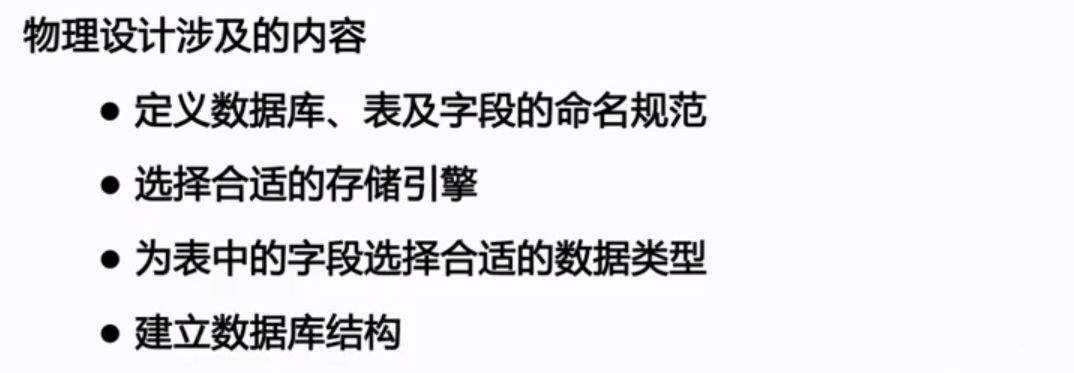 物理设计涉及的内容
● 定义数据库、表及字段的命名规范
● 选择合适的存储引擎
● 为表中的字段选择合适的数据类型
● 建立数据库结构